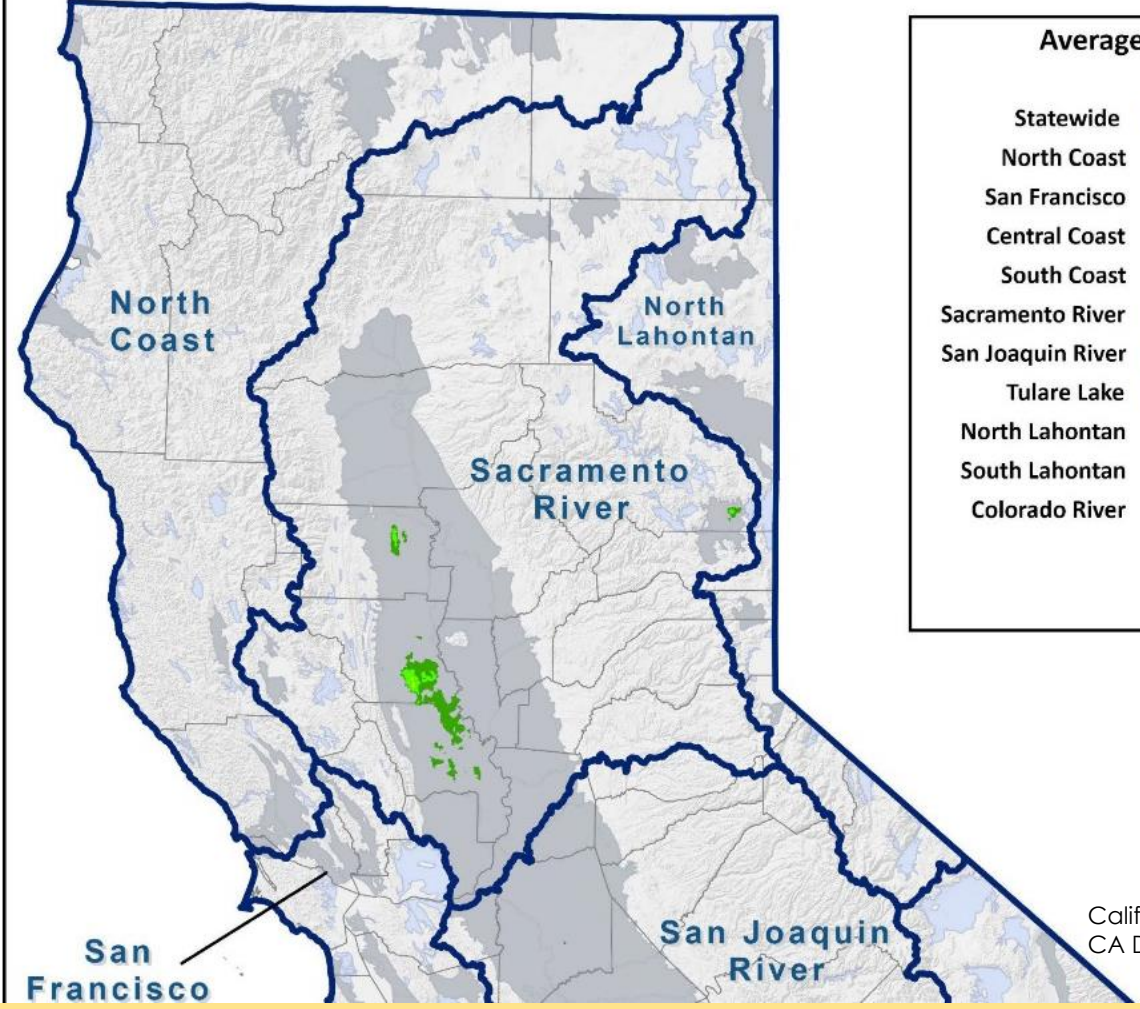 North
Coast
North
Lahontan
Sacramento
River
San Joaquin
River
San
Francisco
Average
Statewide
North Coast
San Francisco
Central Coast
South Coast
Sacramento River
San Joaquin River
Tulare Lake
North Lahontan
South Lahontan
Colorado River
Calif
CA D